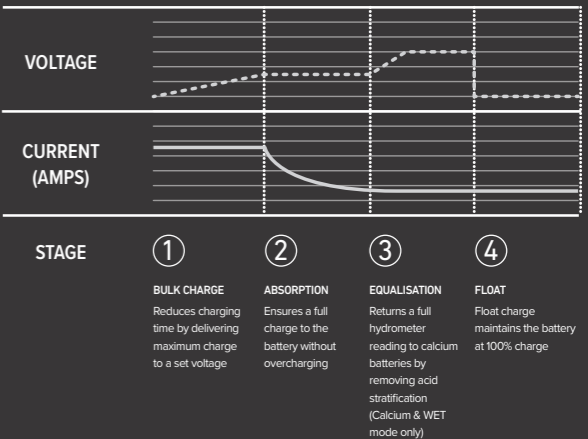 VOLTAGE
CURRENT
(AMPS)
STAGE
1
2
3
4
BULK CHARGE
Reduces charging
time by delivering
maximum charge
to a set voltage
ABSORPTION
Ensures a full
charge to the
battery without
overcharging
EQUALISATION
Returns a full
hydrometer
reading to calcium
batteries by
removing acid
stratification
(Calcium & WET
mode only)
FLOAT
Float charge
maintains the battery
at 100% charge